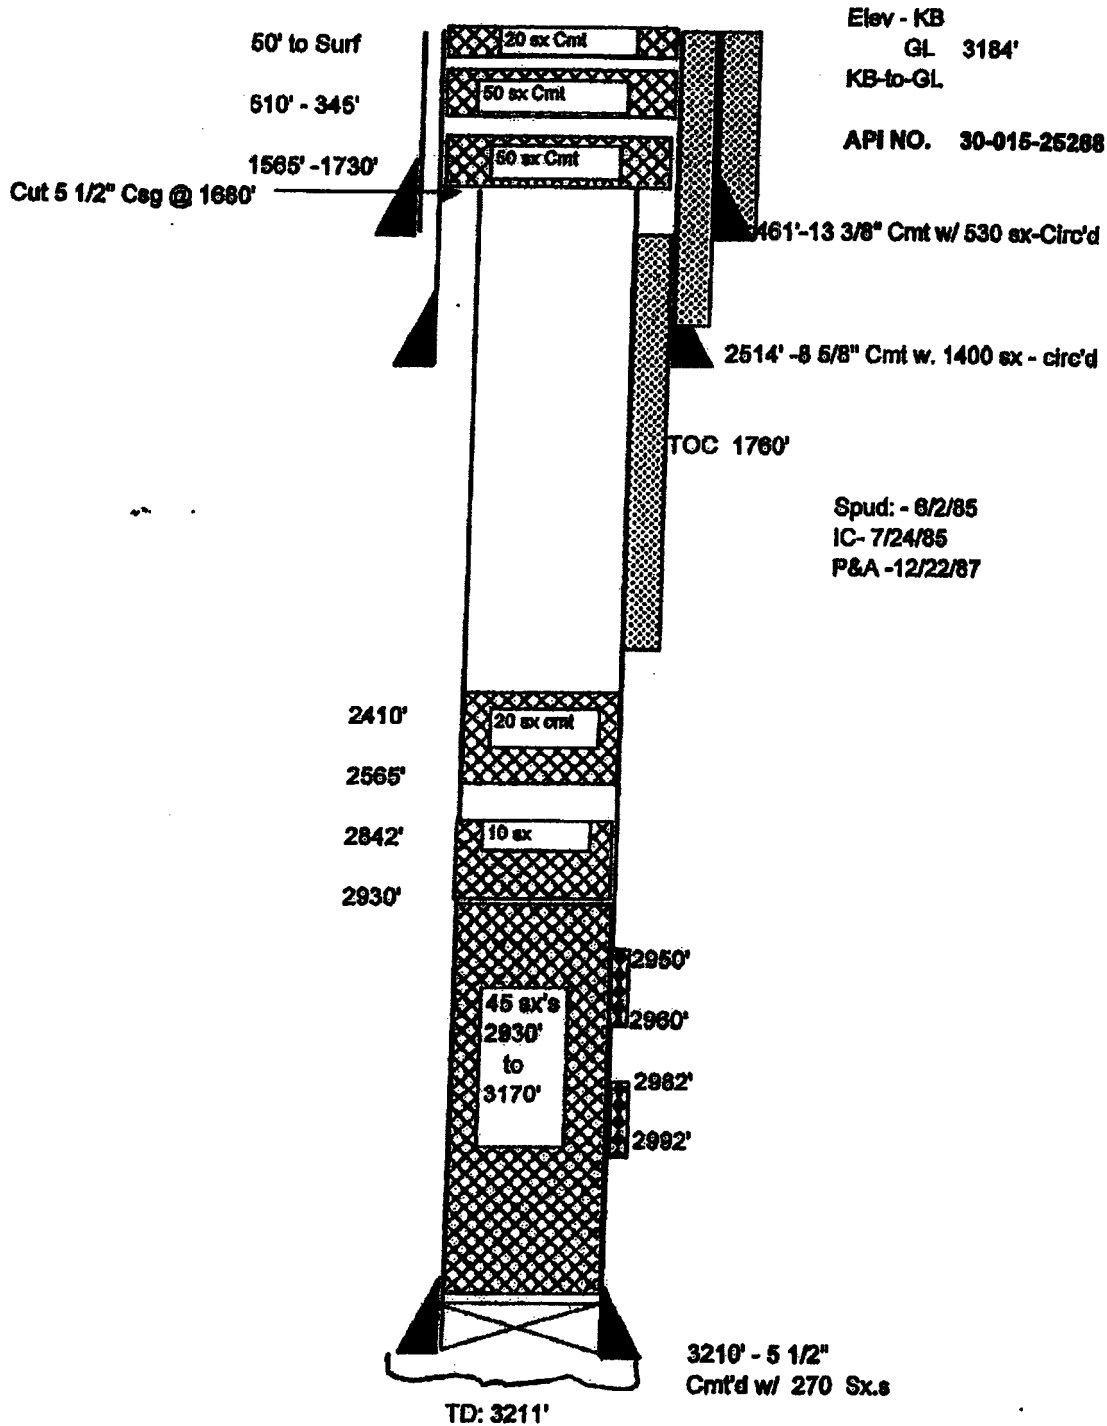 Elev - KB
GL 3184'
KB-to-GL
API NO. 30-015-25288
50' to Surf
20 sx Cmt
610' - 345'
50 sx Cmt
1565' -1730'
50 sx Cmt
Cut 5 1/2" Csg @ 1680'
461'-13 3/8" Cmt w/ 530 sx-Circ'd
2514' -8 5/8" Cmt w. 1400 sx - circ'd
TOC 1760'
Spud: - 6/2/85
IC- 7/24/85
P&A -12/22/87
2410'
20 sx cmt
2565'
2842'
10 sx
2930'
2950'
45 sx's
2930'
to
3170'
2960'
2982'
2992'
3210' - 5 1/2"
Cmt'd w/ 270 Sx.s
TD: 3211'